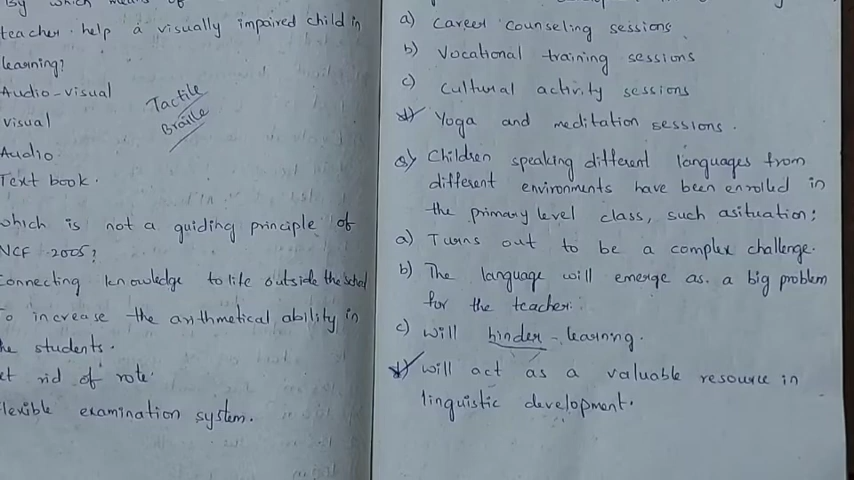 By which means
teacher help a visually impaired child in
learning?
Audio-visual
visual
Audio.
Text book.
Tactile
Braille
which is not a guiding principle of
NCF 2005?
Connecting knowledge to life outside the school
To increase the arithmetical ability in
the students.
rid of rote.
flexible examination system.
a) Career counseling sessions
b) Vocational training sessions
c) Cultural activity sessions
d) Yoga and meditation sessions.
Q) Children speaking different languages from
different environments have been enrolled in
the primary level class, such asituation:
a) Turns out to be a complex challenge.
b) The language will emerge as a big problem
for the teacher.
c) will hinder learning.
d) will act as a valuable resource in
linguistic development.